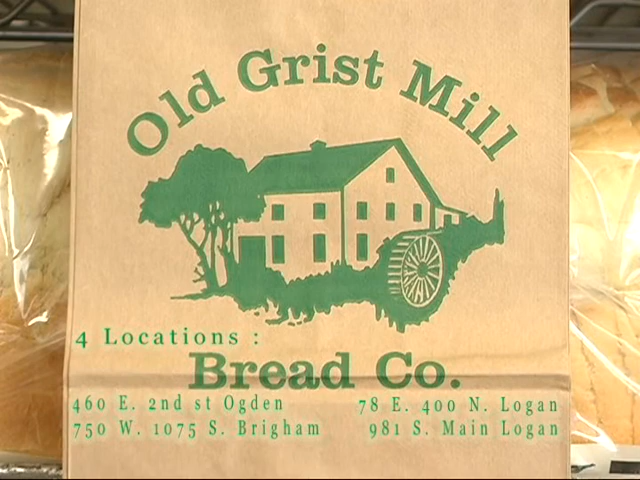 Old Grist Mill
4 Locations :
Bread Co.
460 E. 2nd st Ogden
78 E. 400 N. Logan
750 W. 1075 S. Brigham
981 S. Main Logan